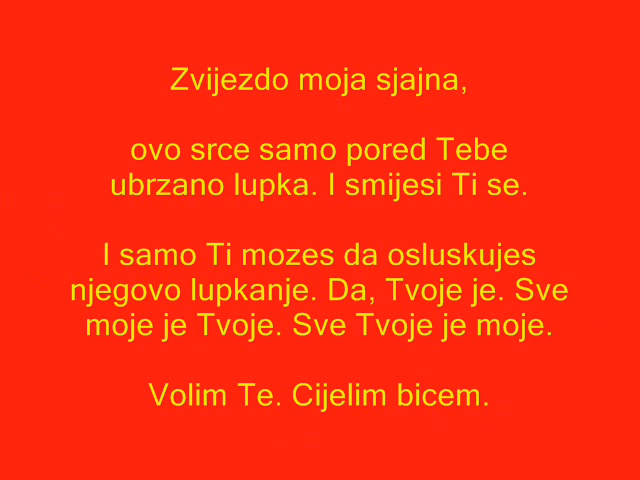 Zvijezdo moja sjajna,
ovo srce samo pored Tebe
ubrzano lupka. I smijesi Ti se.
I samo Ti mozes da osluskujes
njegovo lupkanje. Da, Tvoje je. Sve
moje je Tvoje. Sve Tvoje je moje.
Volim Te. Cijelim bicem.